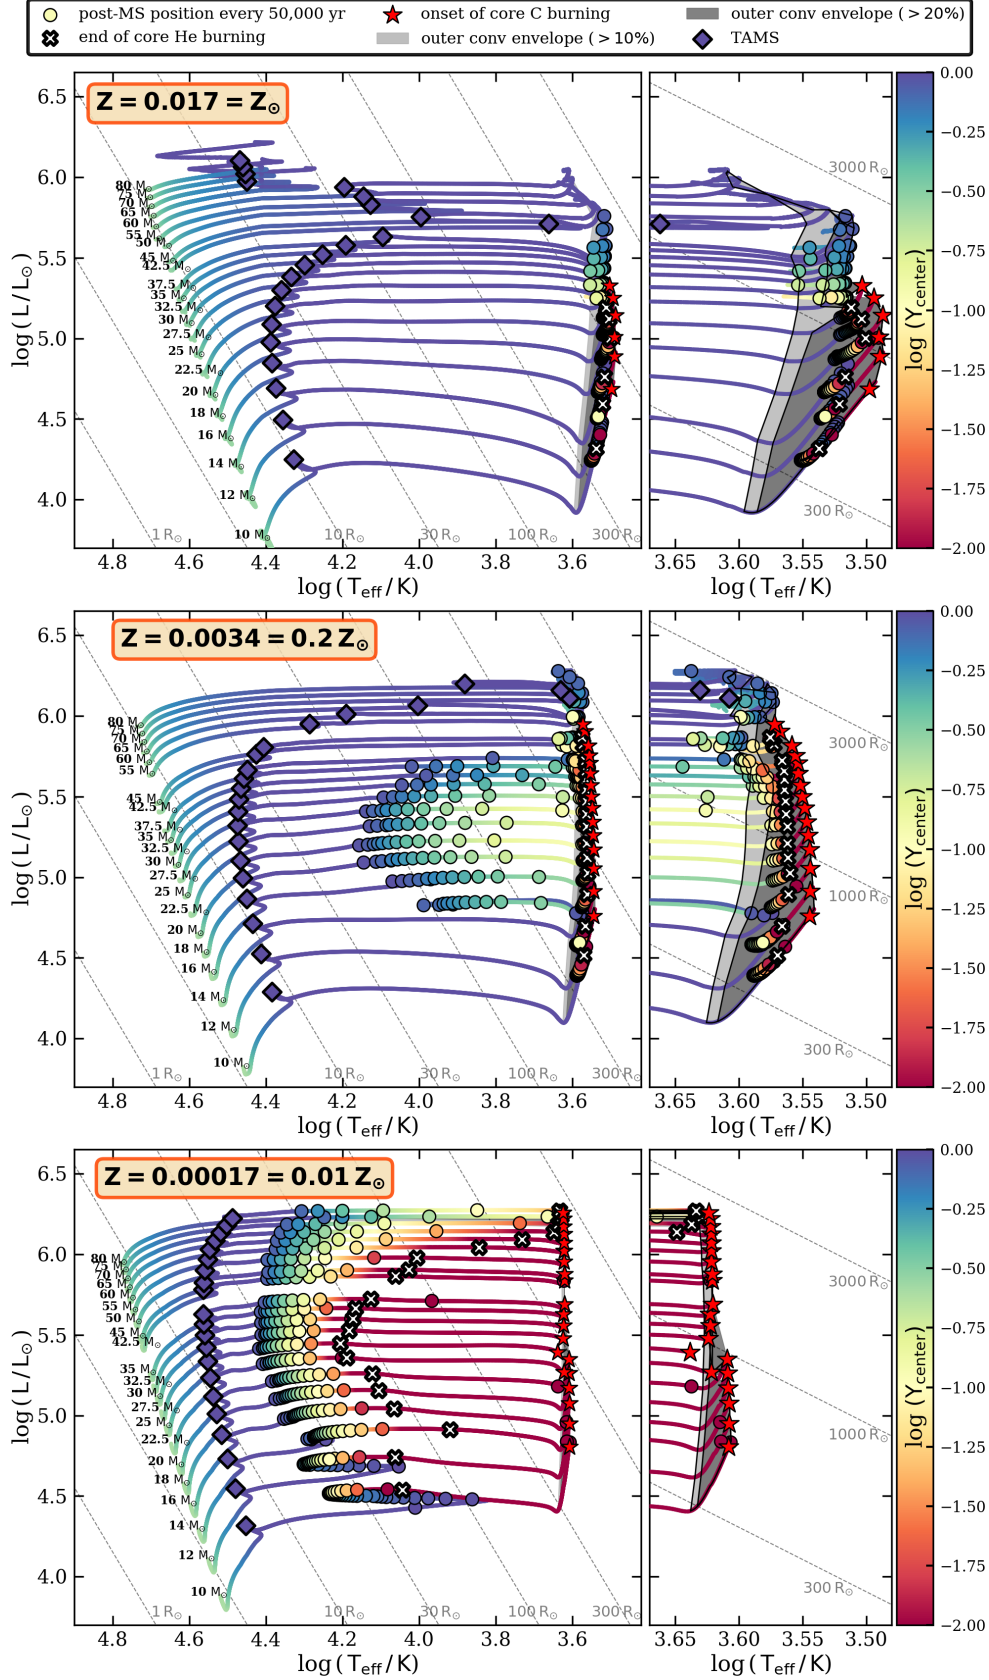 post-MS position every 50,000 yr
onset of core C burning
outer conv envelope (>20%)
end of core He burning
outer conv envelope (>10%)
TAMS
Z = 0.017 = Z⊙
log (L / L⊙)
6.5
6.0
5.5
5.0
4.5
4.0
80 M⊙
75 M⊙
70 M⊙
65 M⊙
60 M⊙
55 M⊙
50 M⊙
45 M⊙
42.5 M⊙
37.5 M⊙
35 M⊙
32.5 M⊙
30 M⊙
27.5 M⊙
25 M⊙
22.5 M⊙
20 M⊙
18 M⊙
16 M⊙
14 M⊙
12 M⊙
10 M⊙
1 R⊙
10 R⊙
30 R⊙
100 R⊙
300 R⊙
4.8 4.6 4.4 4.2 4.0 3.8 3.6
log ( Teff / K)
3000 R⊙
300 R⊙
3.65 3.60 3.55 3.50
log ( Teff / K)
0.00
−0.25
−0.50
−0.75
−1.00
−1.25
−1.50
−1.75
−2.00
log (Ycenter)
Z = 0.0034 = 0.2 Z⊙
log (L / L⊙)
6.5
6.0
5.5
5.0
4.5
4.0
80 M⊙
75 M⊙
70 M⊙
65 M⊙
60 M⊙
55 M⊙
45 M⊙
42.5 M⊙
37.5 M⊙
35 M⊙
32.5 M⊙
30 M⊙
27.5 M⊙
25 M⊙
22.5 M⊙
20 M⊙
18 M⊙
16 M⊙
14 M⊙
12 M⊙
10 M⊙
1 R⊙
10 R⊙
30 R⊙
100 R⊙
300 R⊙
4.8 4.6 4.4 4.2 4.0 3.8 3.6
log ( Teff / K)
3000 R⊙
1000 R⊙
300 R⊙
3.65 3.60 3.55 3.50
log ( Teff / K)
0.00
−0.25
−0.50
−0.75
−1.00
−1.25
−1.50
−1.75
−2.00
log (Ycenter)
Z = 0.00017 = 0.01 Z⊙
log (L / L⊙)
6.5
6.0
5.5
5.0
4.5
4.0
80 M⊙
75 M⊙
70 M⊙
65 M⊙
60 M⊙
55 M⊙
50 M⊙
45 M⊙
42.5 M⊙
35 M⊙
32.5 M⊙
30 M⊙
27.5 M⊙
25 M⊙
22.5 M⊙
20 M⊙
18 M⊙
16 M⊙
14 M⊙
12 M⊙
10 M⊙
1 R⊙
10 R⊙
30 R⊙
100 R⊙
300 R⊙
4.8 4.6 4.4 4.2 4.0 3.8 3.6
log ( Teff / K)
3000 R⊙
1000 R⊙
300 R⊙
3.65 3.60 3.55 3.50
log ( Teff / K)
0.00
−0.25
−0.50
−0.75
−1.00
−1.25
−1.50
−1.75
−2.00
log (Ycenter)